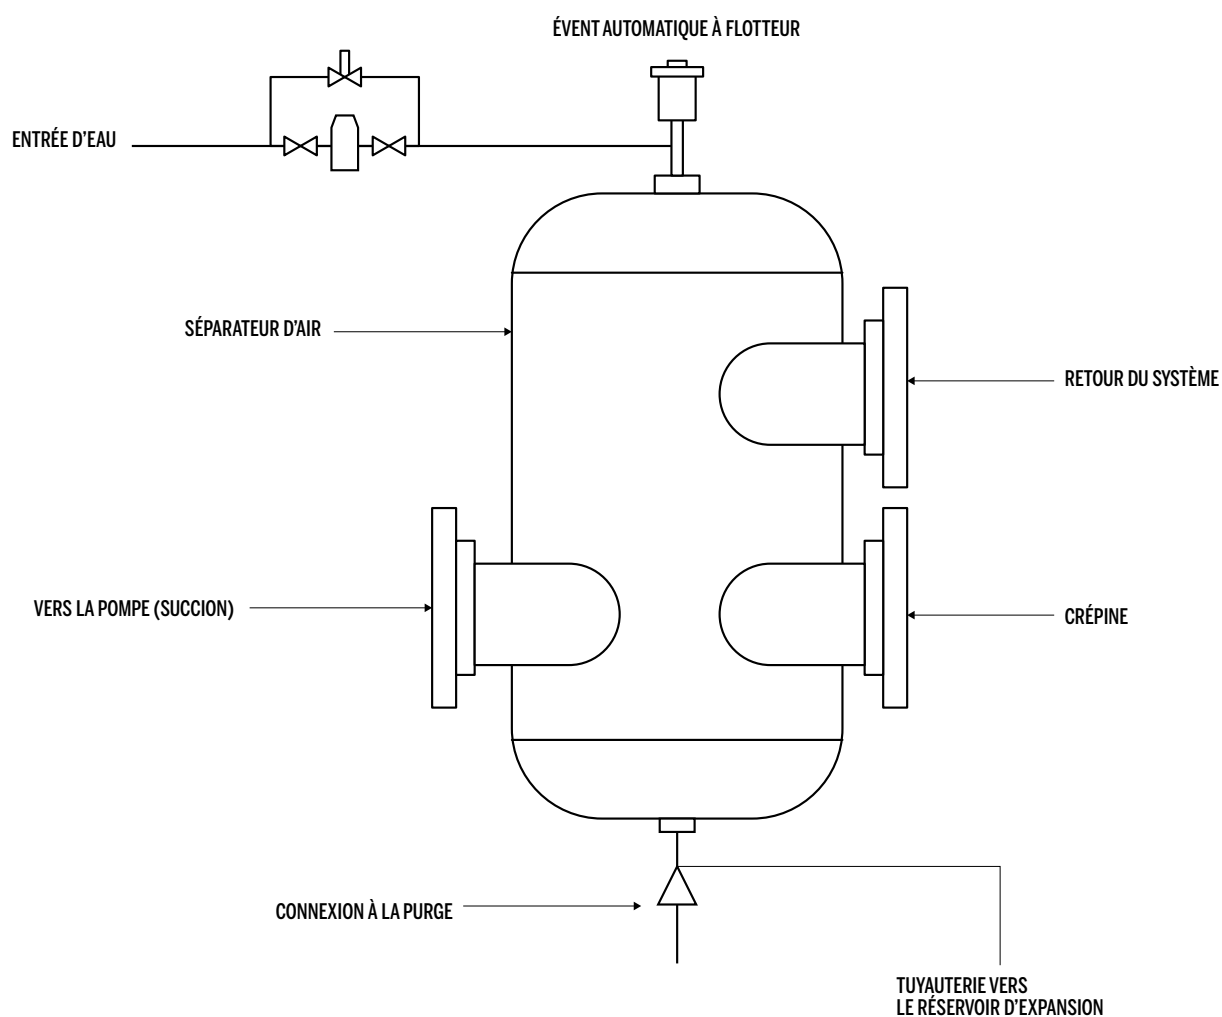 ÉVENT AUTOMATIQUE À FLOTTEUR
ENTRÉE D'EAU
SÉPARATEUR D'AIR
RETOUR DU SYSTÈME
VERS LA POMPE (SUCCION)
CRÉPINE
CONNEXION À LA PURGE
TUYAUTERIE VERS
LE RÉSERVOIR D'EXPANSION